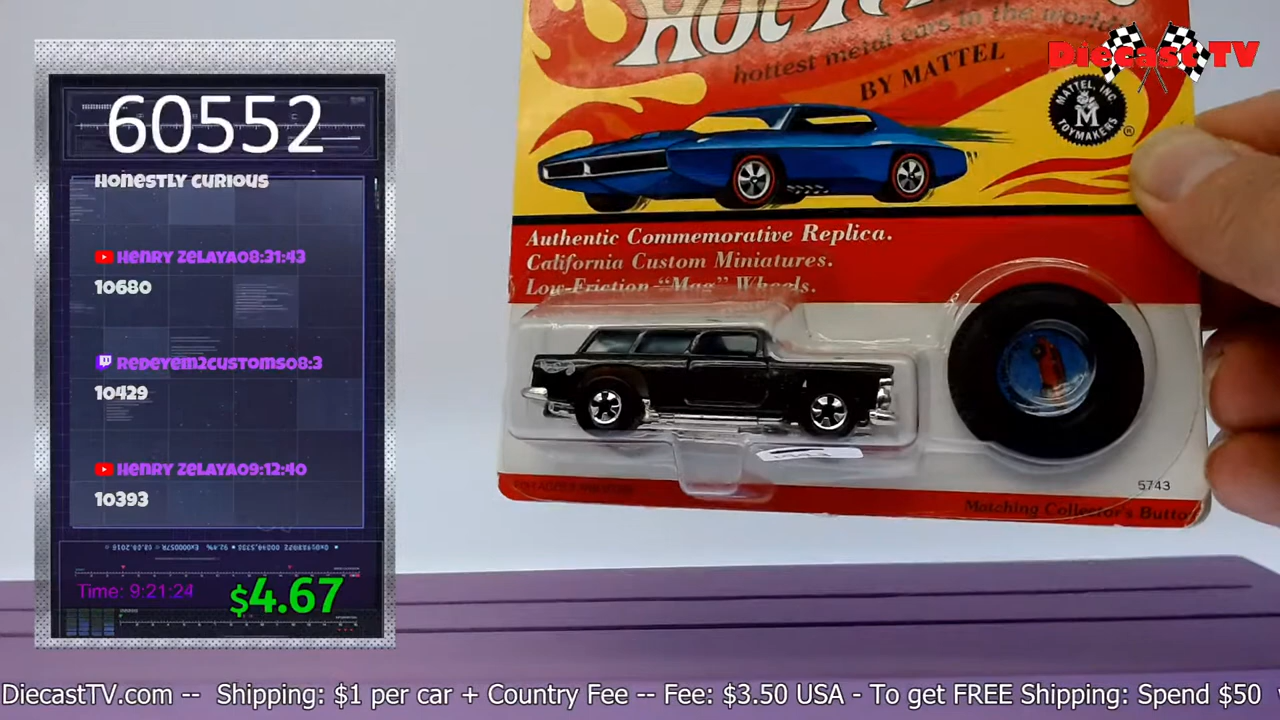 60552
Honestly Curious
Henry Zelaya08:31:43
10680
Redeyem2customs08:3
10429
Henry Zelaya09:12:40
10393
Time: 9:21:24
$4.67
Diecast TV
hottest metal cars in the world
BY MATTEL
MATTEL, INC.
TOYMAKERS
Authentic Commemorative Replica.
California Custom Miniatures.
Low-Friction "Mag" Wheels.
5743
Matching Collector's Button
DiecastTV.com -- Shipping: $1 per car + Country Fee -- Fee: $3.50 USA - To get FREE Shipping: Spend $50